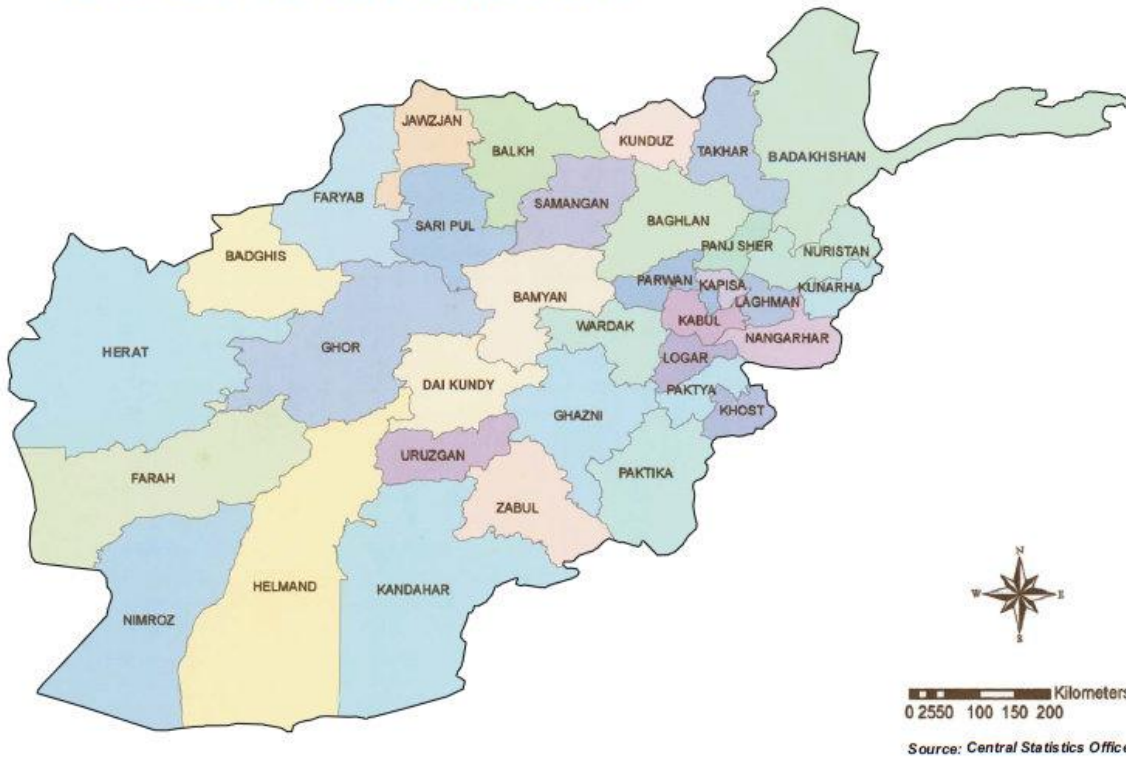 JAWZJAN
BALKH
KUNDUZ
TAKHAR
BADAKHSHAN
FARYAB
SARI PUL
SAMANGAN
BAGHLAN
BADGHIS
PANJ SHER
NURISTAN
PARWAN
KAPISA
KUNARHA
LAGHMAN
BAMYAN
KABUL
WARDAK
NANGARHAR
HERAT
GHOR
LOGAR
DAI KUNDY
PAKTYA
GHAZNI
KHOST
URUZGAN
FARAH
PAKTIKA
ZABUL
HELMAND
KANDAHAR
NIMROZ
N
W
E
S
Kilometers
0 2550 100 150 200
Source: Central Statistics Office